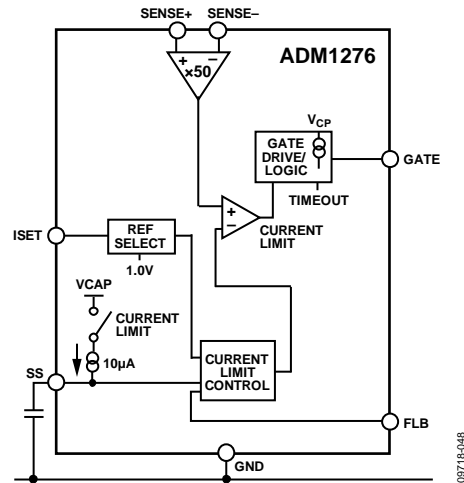 SENSE+ SENSE–
+ –
×50
ADM1276
VCP
GATE
DRIVE/
LOGIC
GATE
TIMEOUT
+
–
CURRENT
LIMIT
ISET
REF
SELECT
1.0V
VCAP
CURRENT
LIMIT
10µA
SS
CURRENT
LIMIT
CONTROL
FLB
GND
09718-048